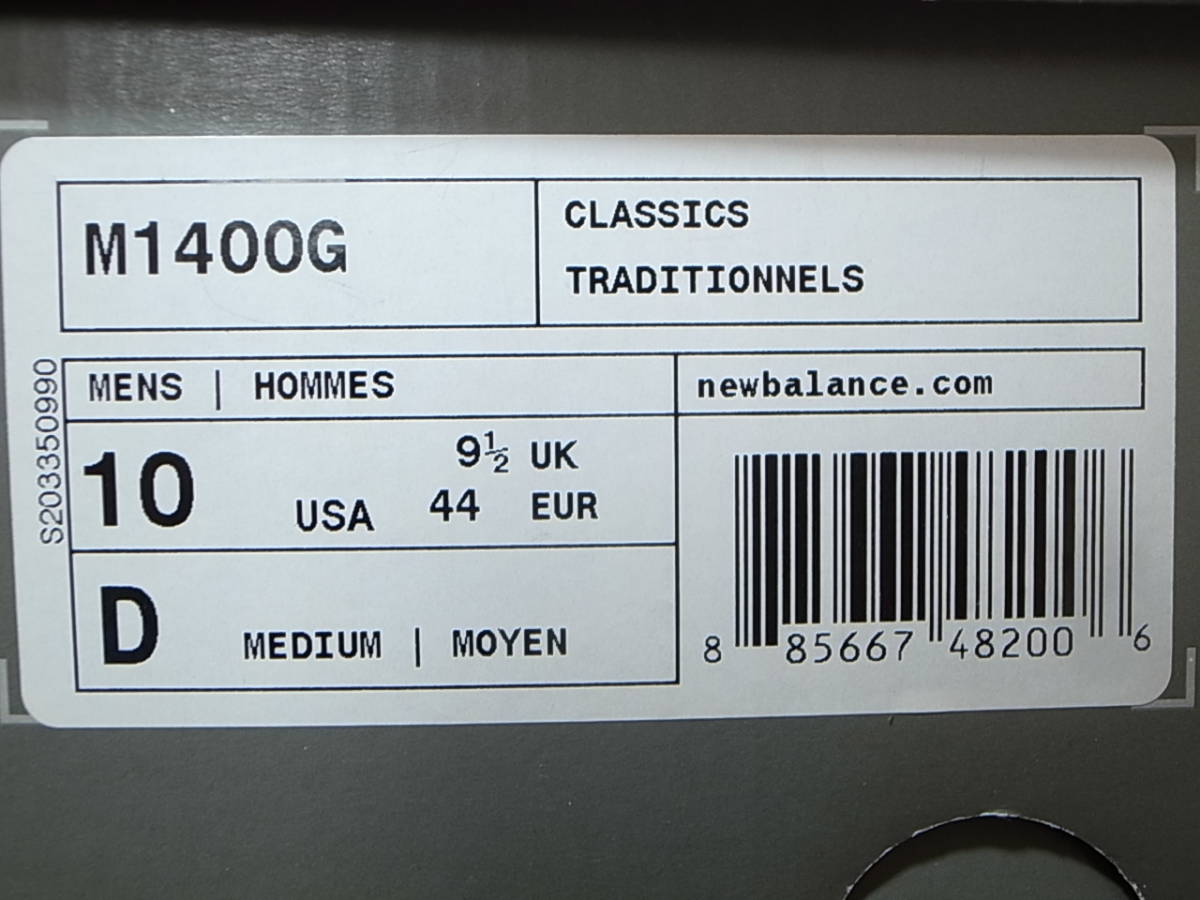 M1400G
CLASSICS
TRADITIONNELS
S203350990
MENS | HOMMES
newbalance.com
10 USA
9½ UK
44 EUR
D MEDIUM | MOYEN
8 85667 48200 6